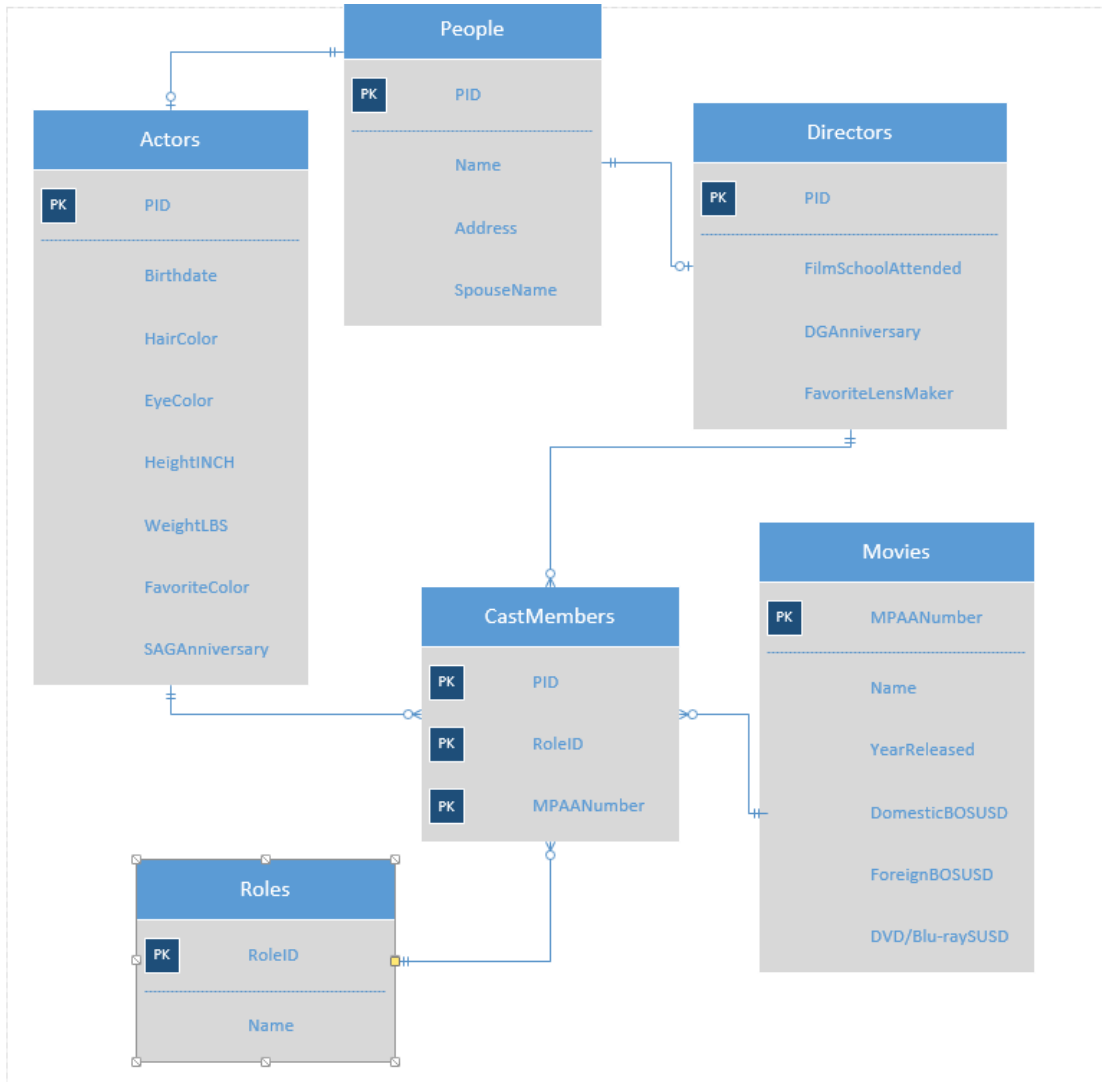 People
PK PID
Name
Address
SpouseName
Actors
PK PID
Birthdate
HairColor
EyeColor
HeightINCH
WeightLBS
FavoriteColor
SAGAnniversary
Directors
PK PID
FilmSchoolAttended
DGAnniversary
FavoriteLensMaker
CastMembers
PK PID
PK RoleID
PK MPAANumber
Movies
PK MPAANumber
Name
YearReleased
DomesticBOSUSD
ForeignBOSUSD
DVD/Blu-raySUSD
Roles
PK RoleID
Name